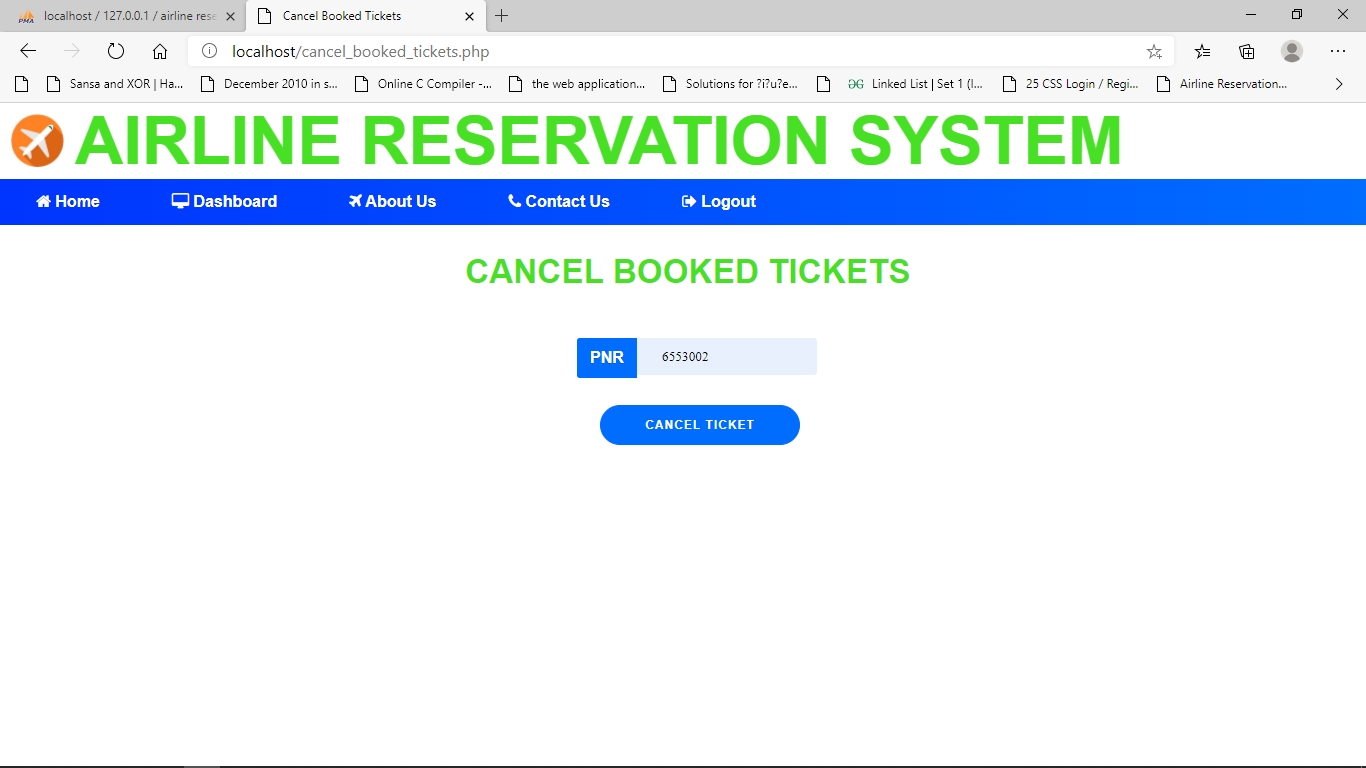 localhost / 127.0.0.1 / airline rese
Cancel Booked Tickets
localhost/cancel_booked_tickets.php
Sansa and XOR | Ha... December 2010 in s... Online C Compiler -... the web application... Solutions for ?i?u?e... Linked List | Set 1 (I... 25 CSS Login / Regi... Airline Reservation...
AIRLINE RESERVATION SYSTEM
Home Dashboard About Us Contact Us Logout
CANCEL BOOKED TICKETS
PNR 6553002
CANCEL TICKET